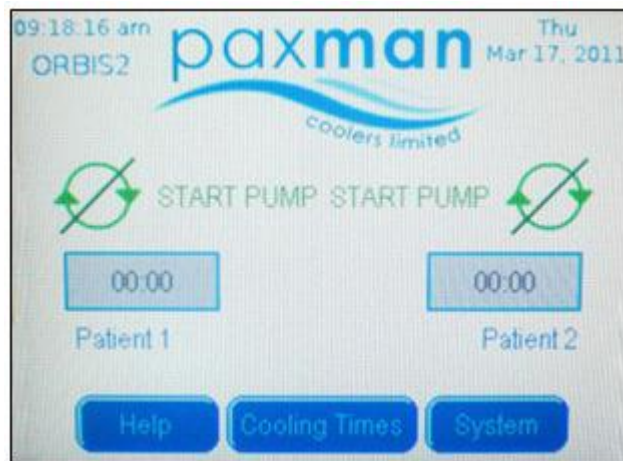 09:18:16 am
ORBIS2
paxman
coolers limited
Thu
Mar 17, 2011
START PUMP START PUMP
00:00 00:00
Patient 1 Patient 2
Help Cooling Times System